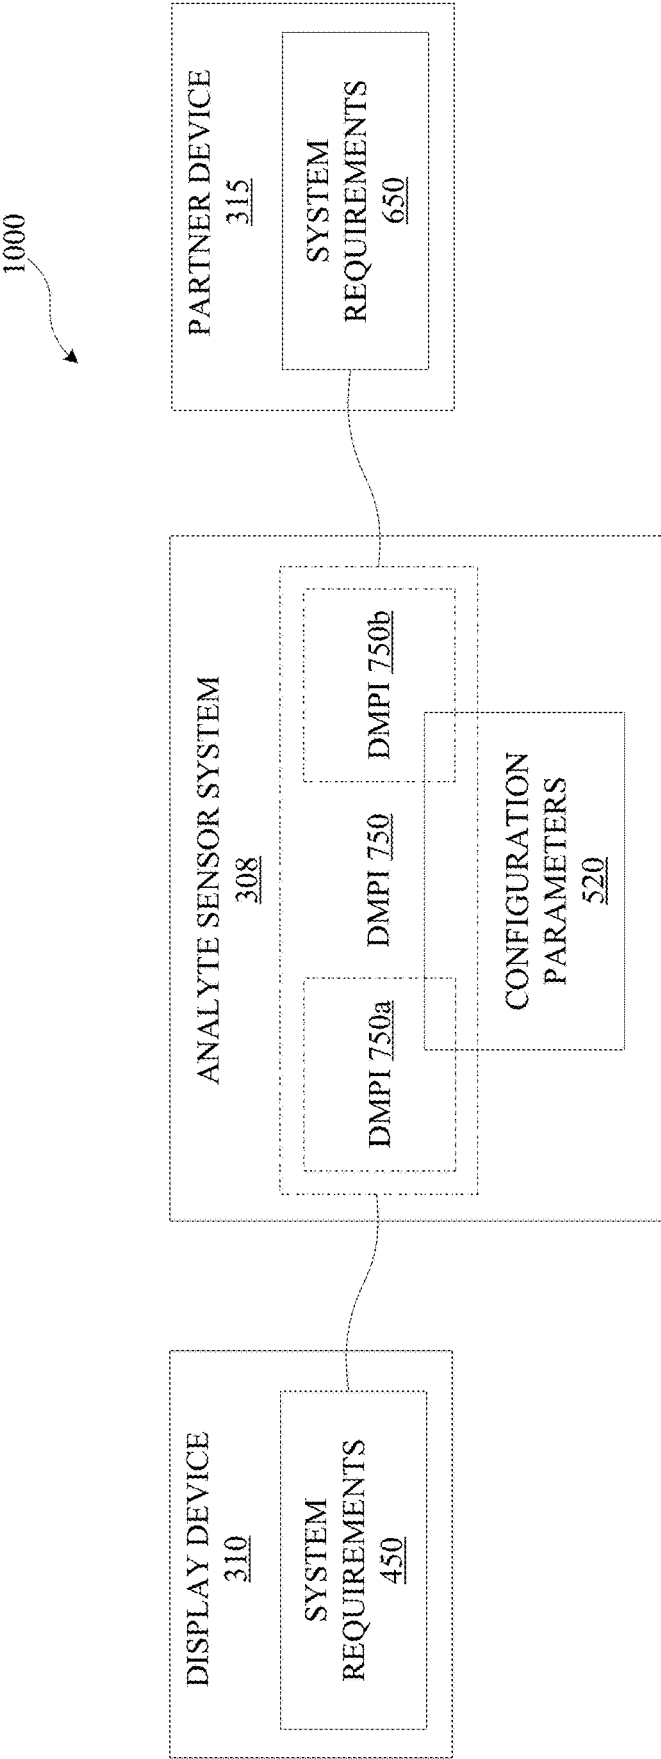 1000
DISPLAY DEVICE
310
SYSTEM
REQUIREMENTS
450
ANALYTE SENSOR SYSTEM
308
DMPI 750a
DMPI 750
DMPI 750b
CONFIGURATION
PARAMETERS
520
PARTNER DEVICE
315
SYSTEM
REQUIREMENTS
650